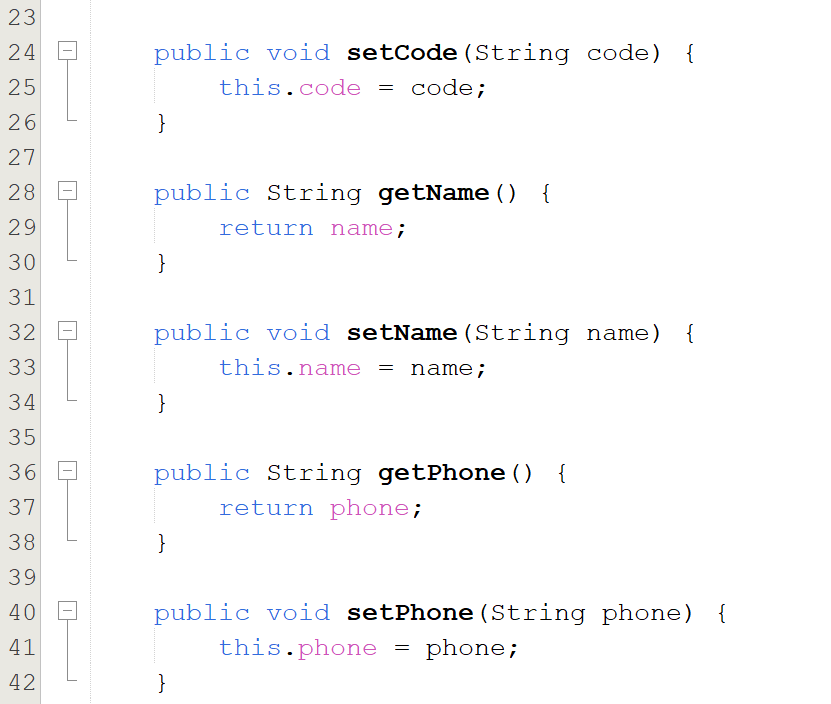 23
24 public void setCode(String code) {
25 this.code = code;
26 }
27
28 public String getName() {
29 return name;
30 }
31
32 public void setName(String name) {
33 this.name = name;
34 }
35
36 public String getPhone() {
37 return phone;
38 }
39
40 public void setPhone(String phone) {
41 this.phone = phone;
42 }